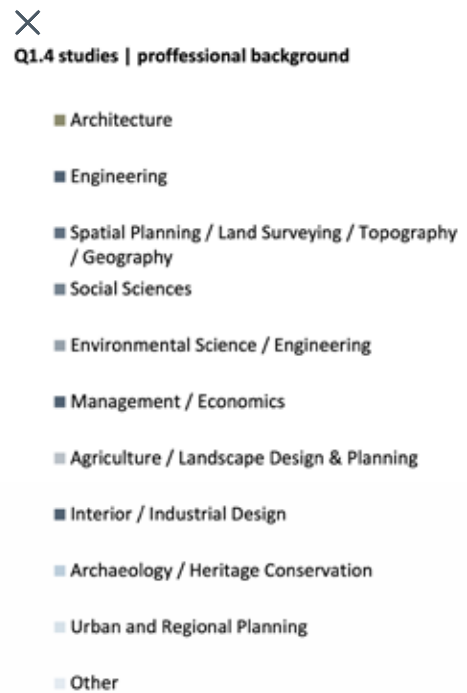 Q1.4 studies | proffessional background
Architecture
Engineering
Spatial Planning / Land Surveying / Topography
/ Geography
Social Sciences
Environmental Science / Engineering
Management / Economics
Agriculture / Landscape Design & Planning
Interior / Industrial Design
Archaeology / Heritage Conservation
Urban and Regional Planning
Other